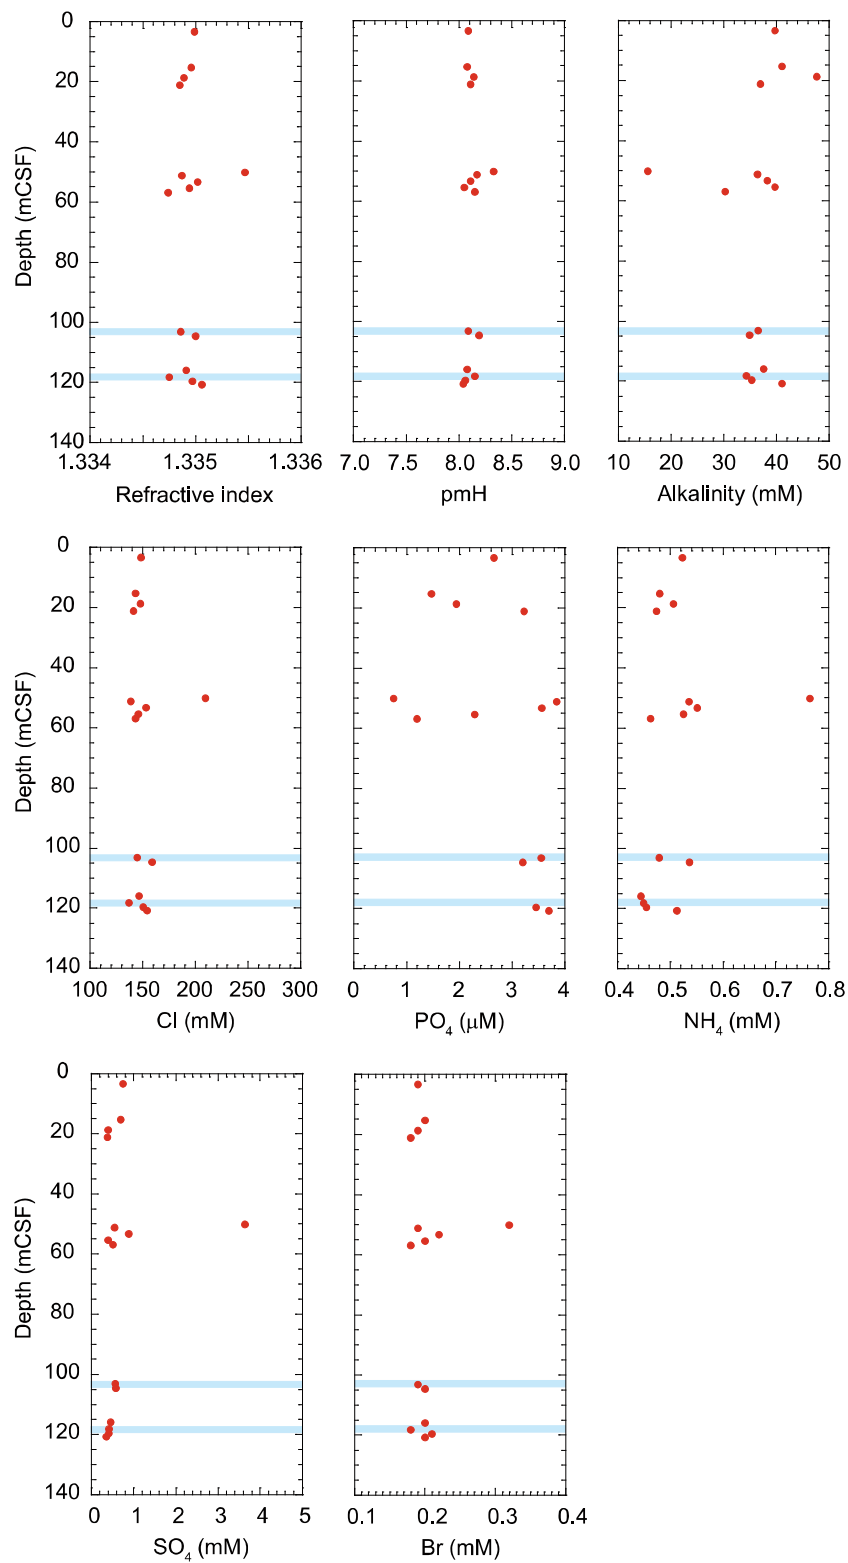 0
20
40
60
80
100
120
140
Depth (mCSF)
1.334 1.335 1.336
Refractive index
7.0 7.5 8.0 8.5 9.0
pmH
10 20 30 40 50
Alkalinity (mM)
0
20
40
60
80
100
120
140
Depth (mCSF)
100 150 200 250 300
Cl (mM)
0 1 2 3 4
PO₄ (μM)
0.4 0.5 0.6 0.7 0.8
NH₄ (mM)
0
20
40
60
80
100
120
140
Depth (mCSF)
0 1 2 3 4 5
SO₄ (mM)
0.1 0.2 0.3 0.4
Br (mM)